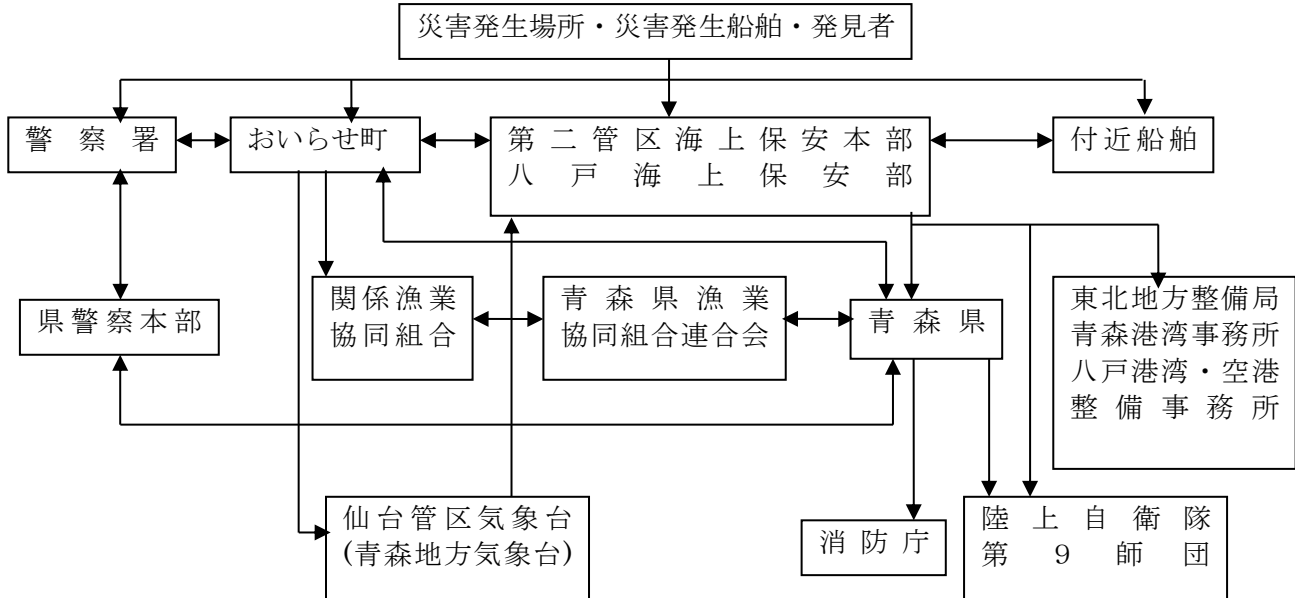 災害発生場所・災害発生船舶・発見者
警察署
おいらせ町
第二管区海上保安本部
八戸海上保安部
付近船舶
県警察本部
関係漁業
協同組合
青森県漁業
協同組合連合会
青森県
東北地方整備局
青森港湾事務所
八戸港湾・空港
整備事務所
仙台管区気象台
(青森地方気象台)
消防庁
陸上自衛隊
第9師団